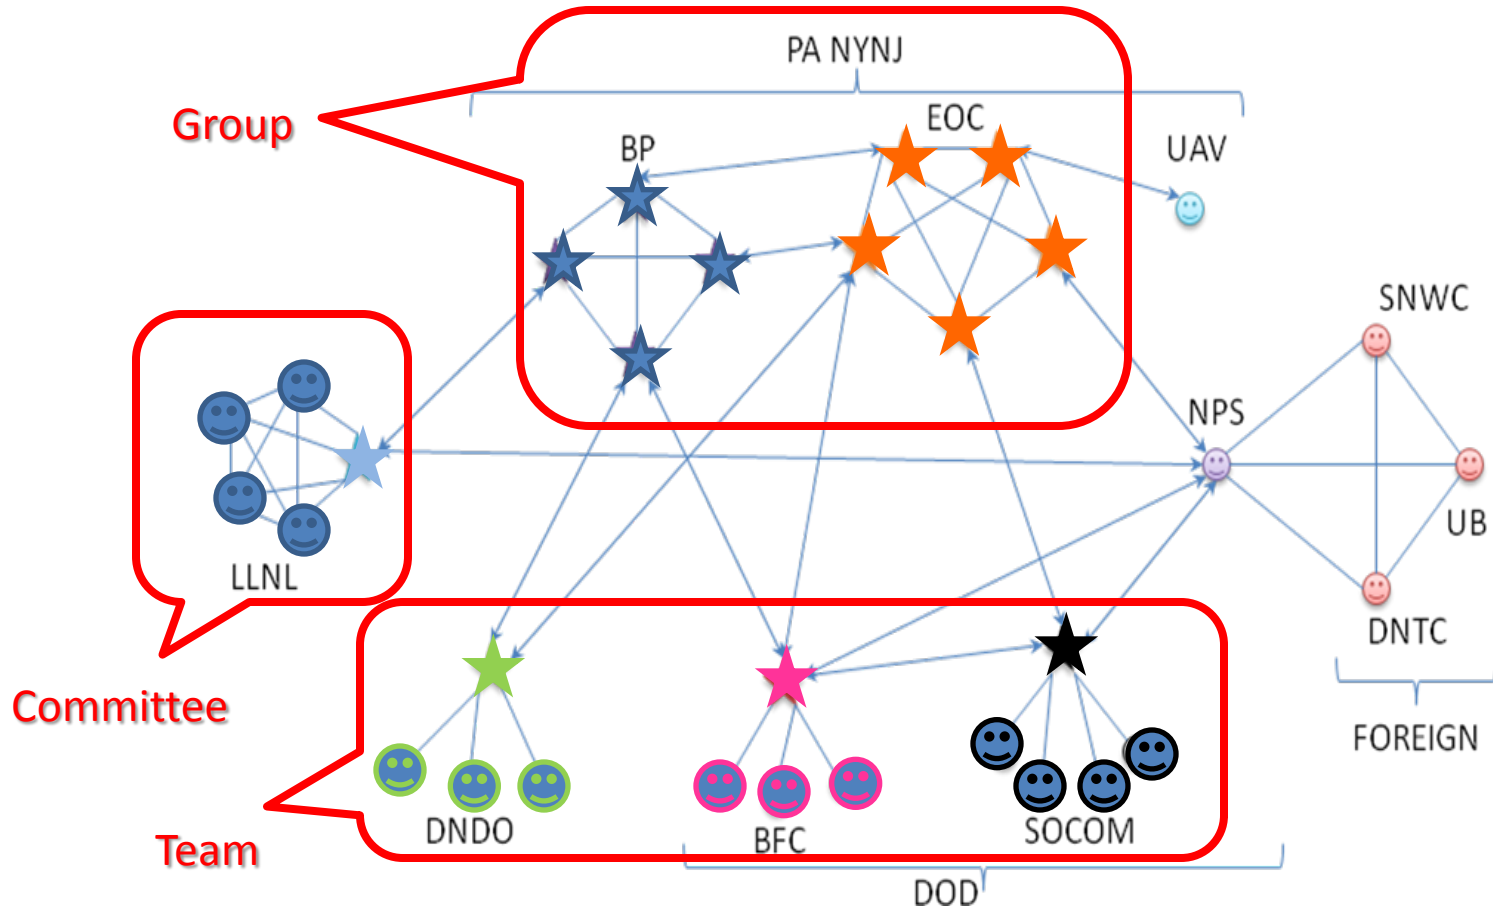 PA NYNJ
Group
EOC
BP
UAV
SNWC
NPS
UB
LLNL
DNTC
Committee
FOREIGN
DNDO
BFC
SOCOM
Team
DOD